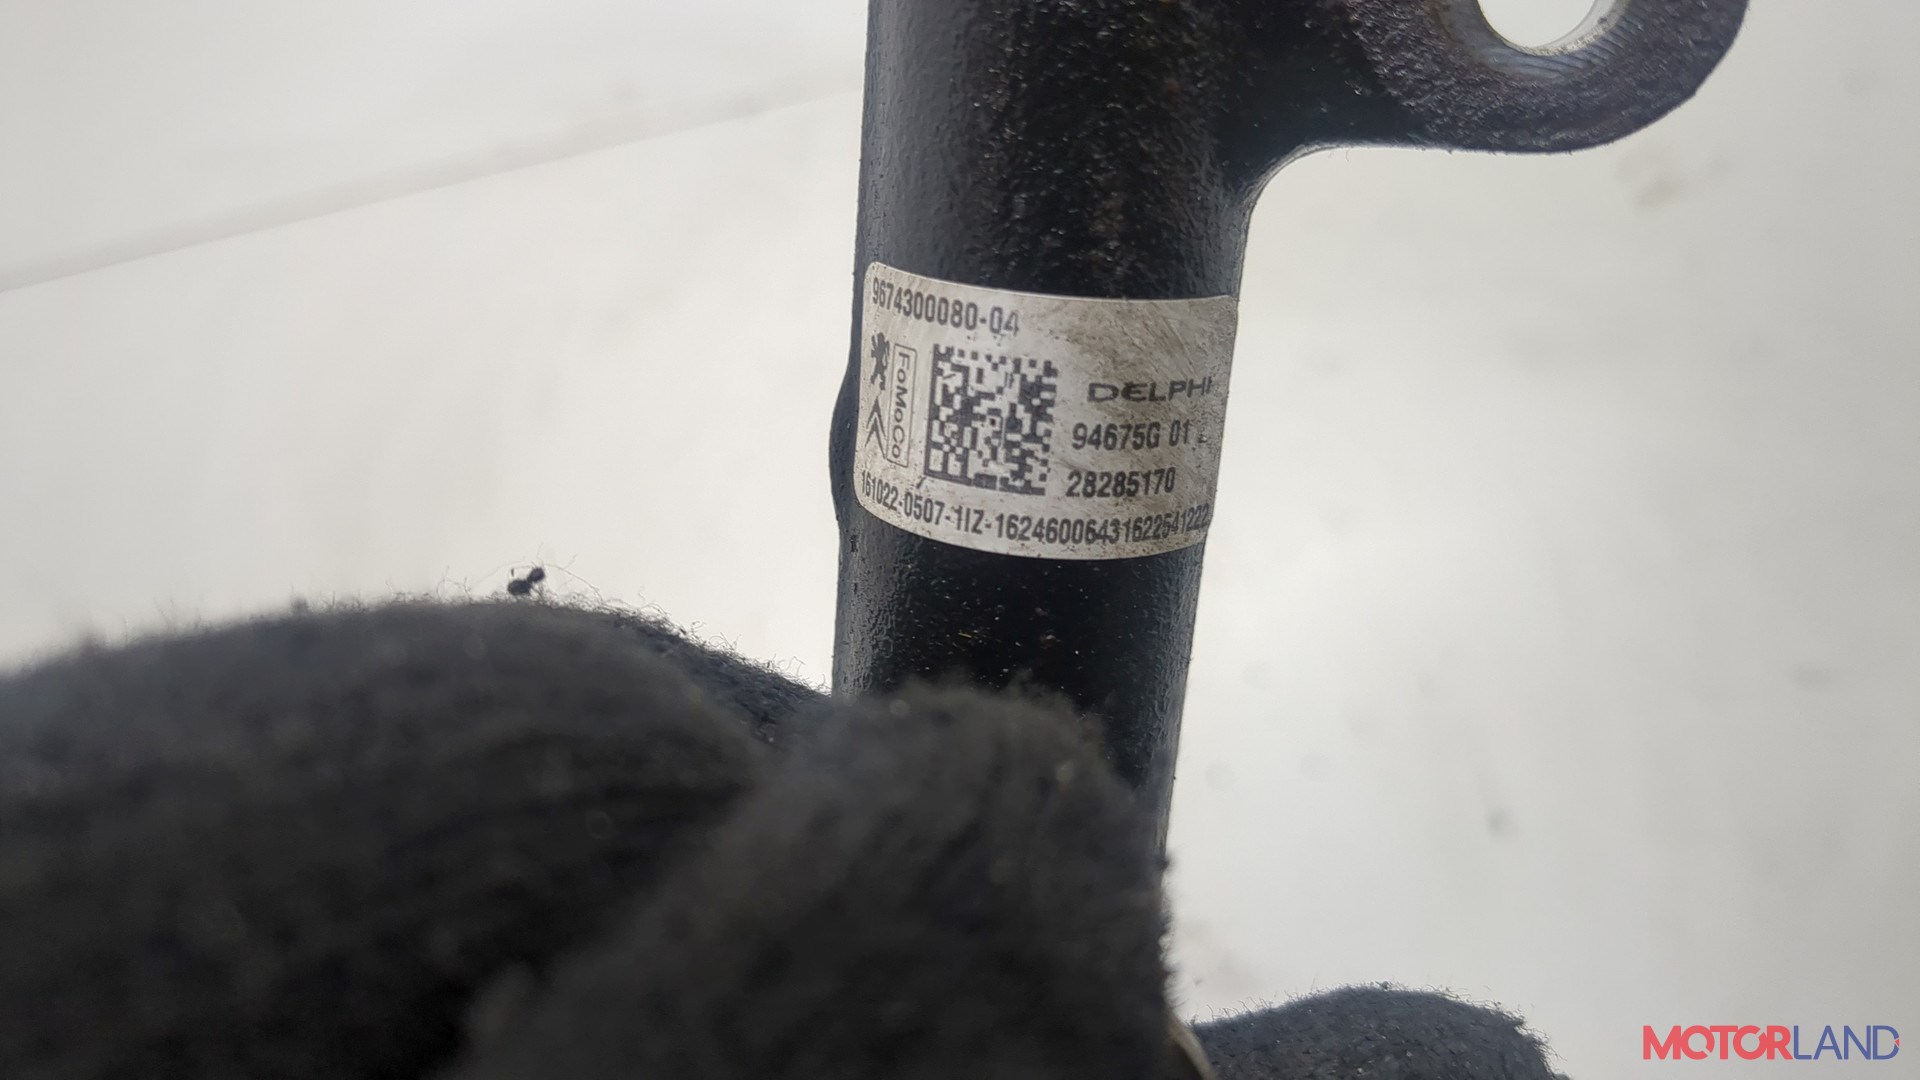 9674300080-04
FoMoCo
DELPHI
94675G 01
28285170
161022-0507-1IZ-16246006431622541222
MOTORLAND